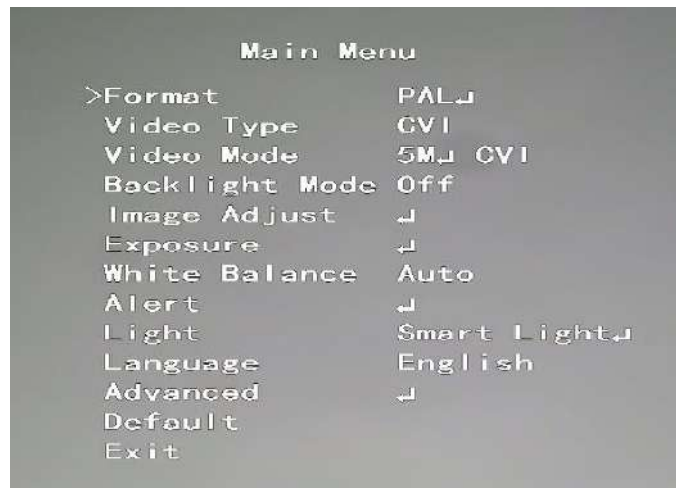 Main Menu
>Format PAL↵
Video Type CVI
Video Mode 5M↵ CVI
Backlight Mode Off
Image Adjust ↵
Exposure ↵
White Balance Auto
Alert ↵
Light Smart Light↵
Language English
Advanced ↵
Default
Exit